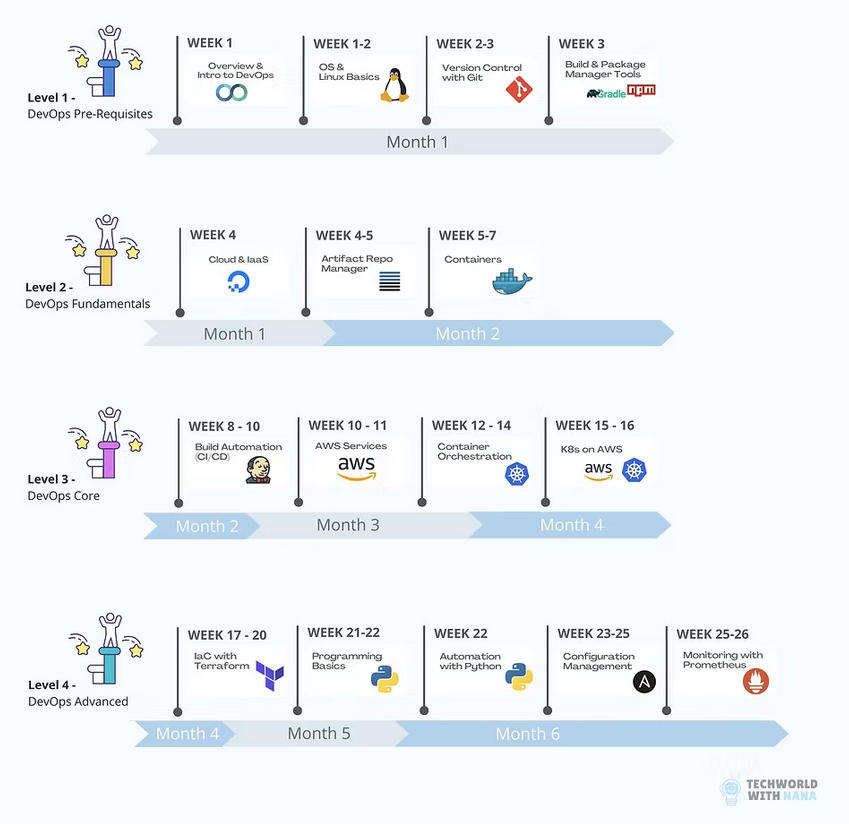 WEEK 1
Overview &
Intro to DevOps
WEEK 1-2
OS &
Linux Basics
WEEK 2-3
Version Control
with Git
WEEK 3
Build & Package
Manager Tools
Gradle
npm
Level 1 -
DevOps Pre-Requisites
Month 1
WEEK 4
Cloud & IaaS
WEEK 4-5
Artifact Repo
Manager
WEEK 5-7
Containers
Level 2 -
DevOps Fundamentals
Month 1
Month 2
WEEK 8 - 10
Build Automation
(CI/CD)
WEEK 10 - 11
AWS Services
aws
WEEK 12 - 14
Container
Orchestration
WEEK 15 - 16
K8s on AWS
aws
Level 3 -
DevOps Core
Month 2
Month 3
Month 4
WEEK 17 - 20
IaC with
Terraform
WEEK 21-22
Programming
Basics
WEEK 22
Automation
with Python
WEEK 23-25
Configuration
Management
A
WEEK 25-26
Monitoring with
Prometheus
Level 4 -
DevOps Advanced
Month 4
Month 5
Month 6
TECHWORLD
WITH NANA